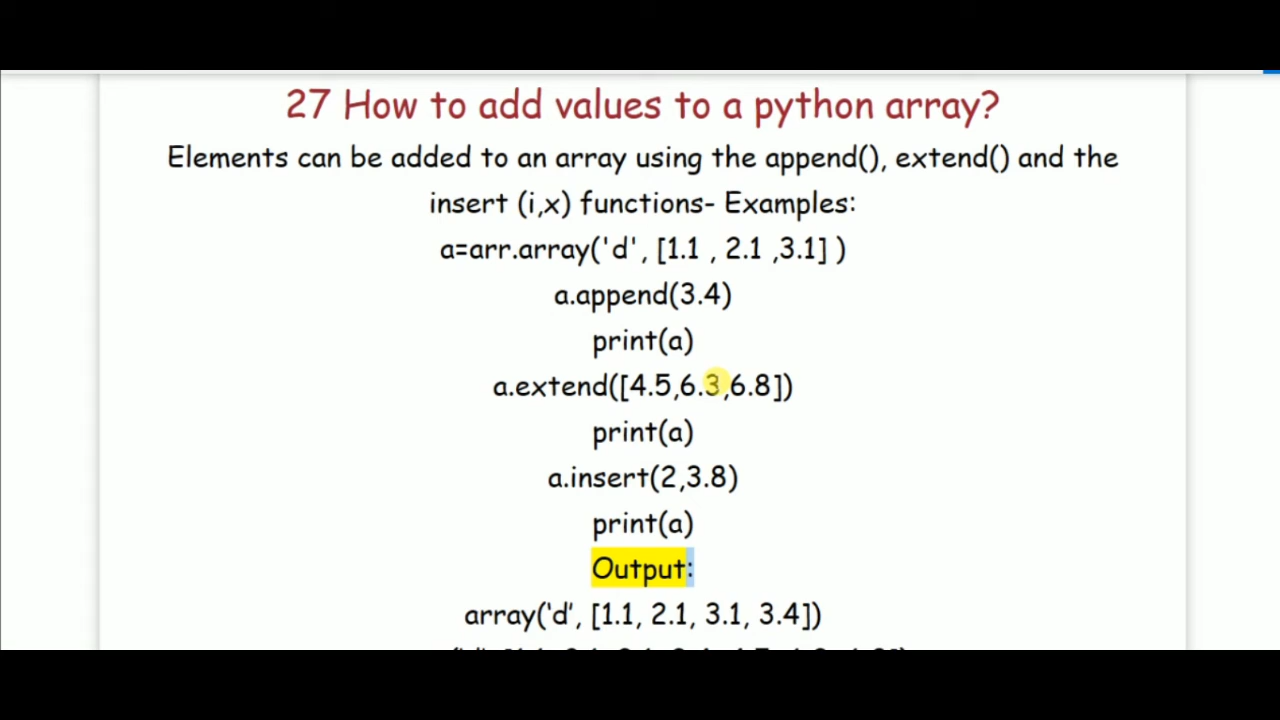 27 How to add values to a python array?
Elements can be added to an array using the append(), extend() and the
insert (i,x) functions- Examples:
a=arr.array('d', [1.1 , 2.1 ,3.1] )
a.append(3.4)
print(a)
a.extend([4.5,6.3,6.8])
print(a)
a.insert(2,3.8)
print(a)
Output:
array(‘d’, [1.1, 2.1, 3.1, 3.4])